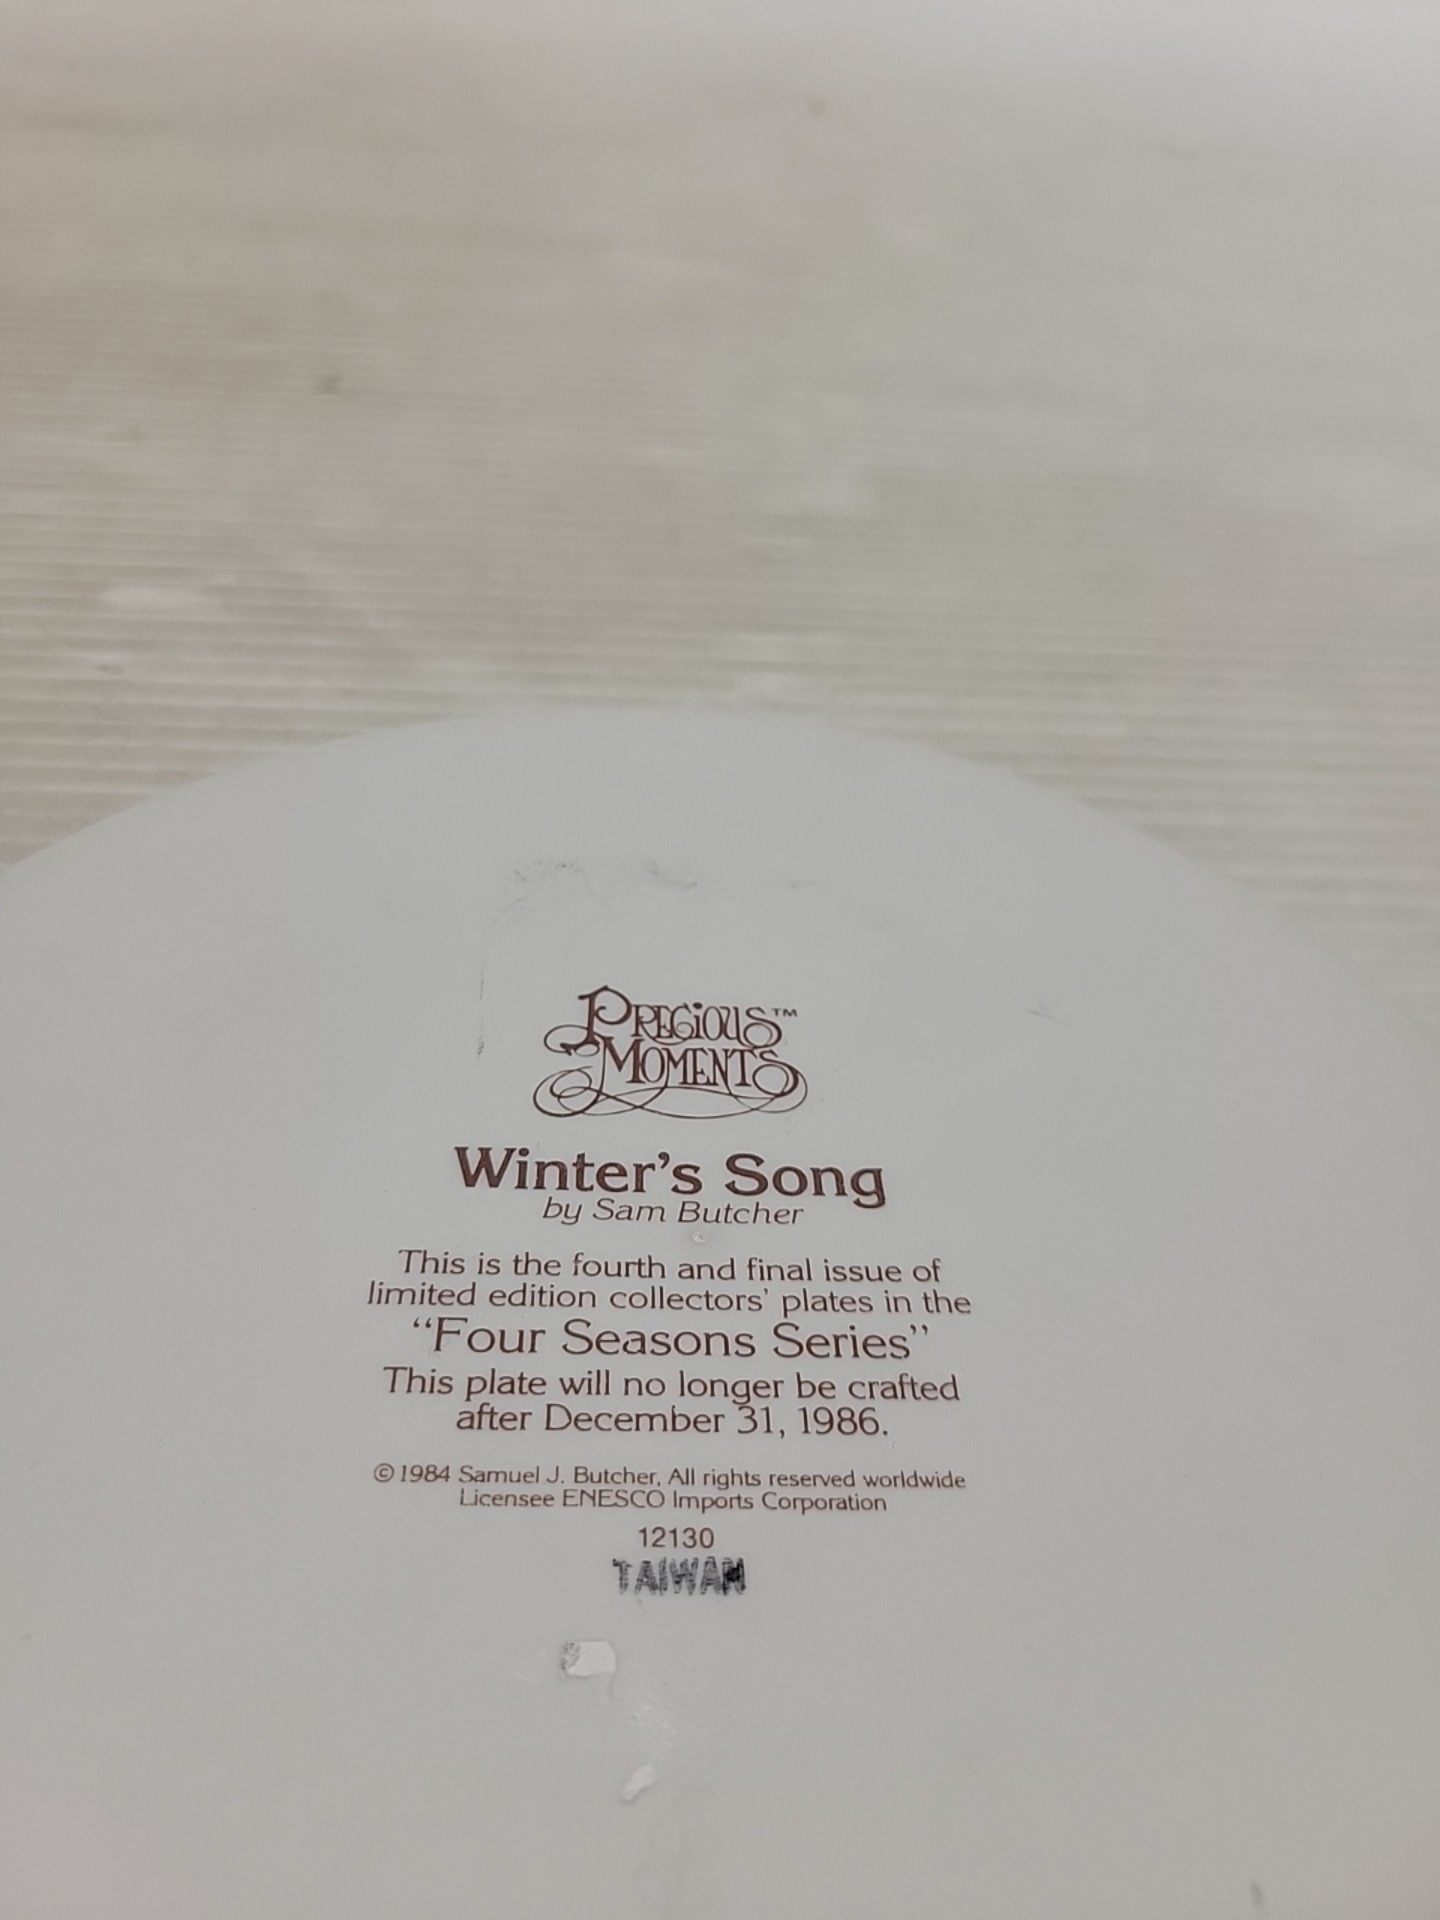 PRECiOUS™
MOMENTS
Winter's Song
by Sam Butcher
This is the fourth and final issue of
limited edition collectors' plates in the
“Four Seasons Series”
This plate will no longer be crafted
after December 31, 1986.
©1984 Samuel J. Butcher, All rights reserved worldwide
Licensee ENESCO Imports Corporation
12130
TAIWAN